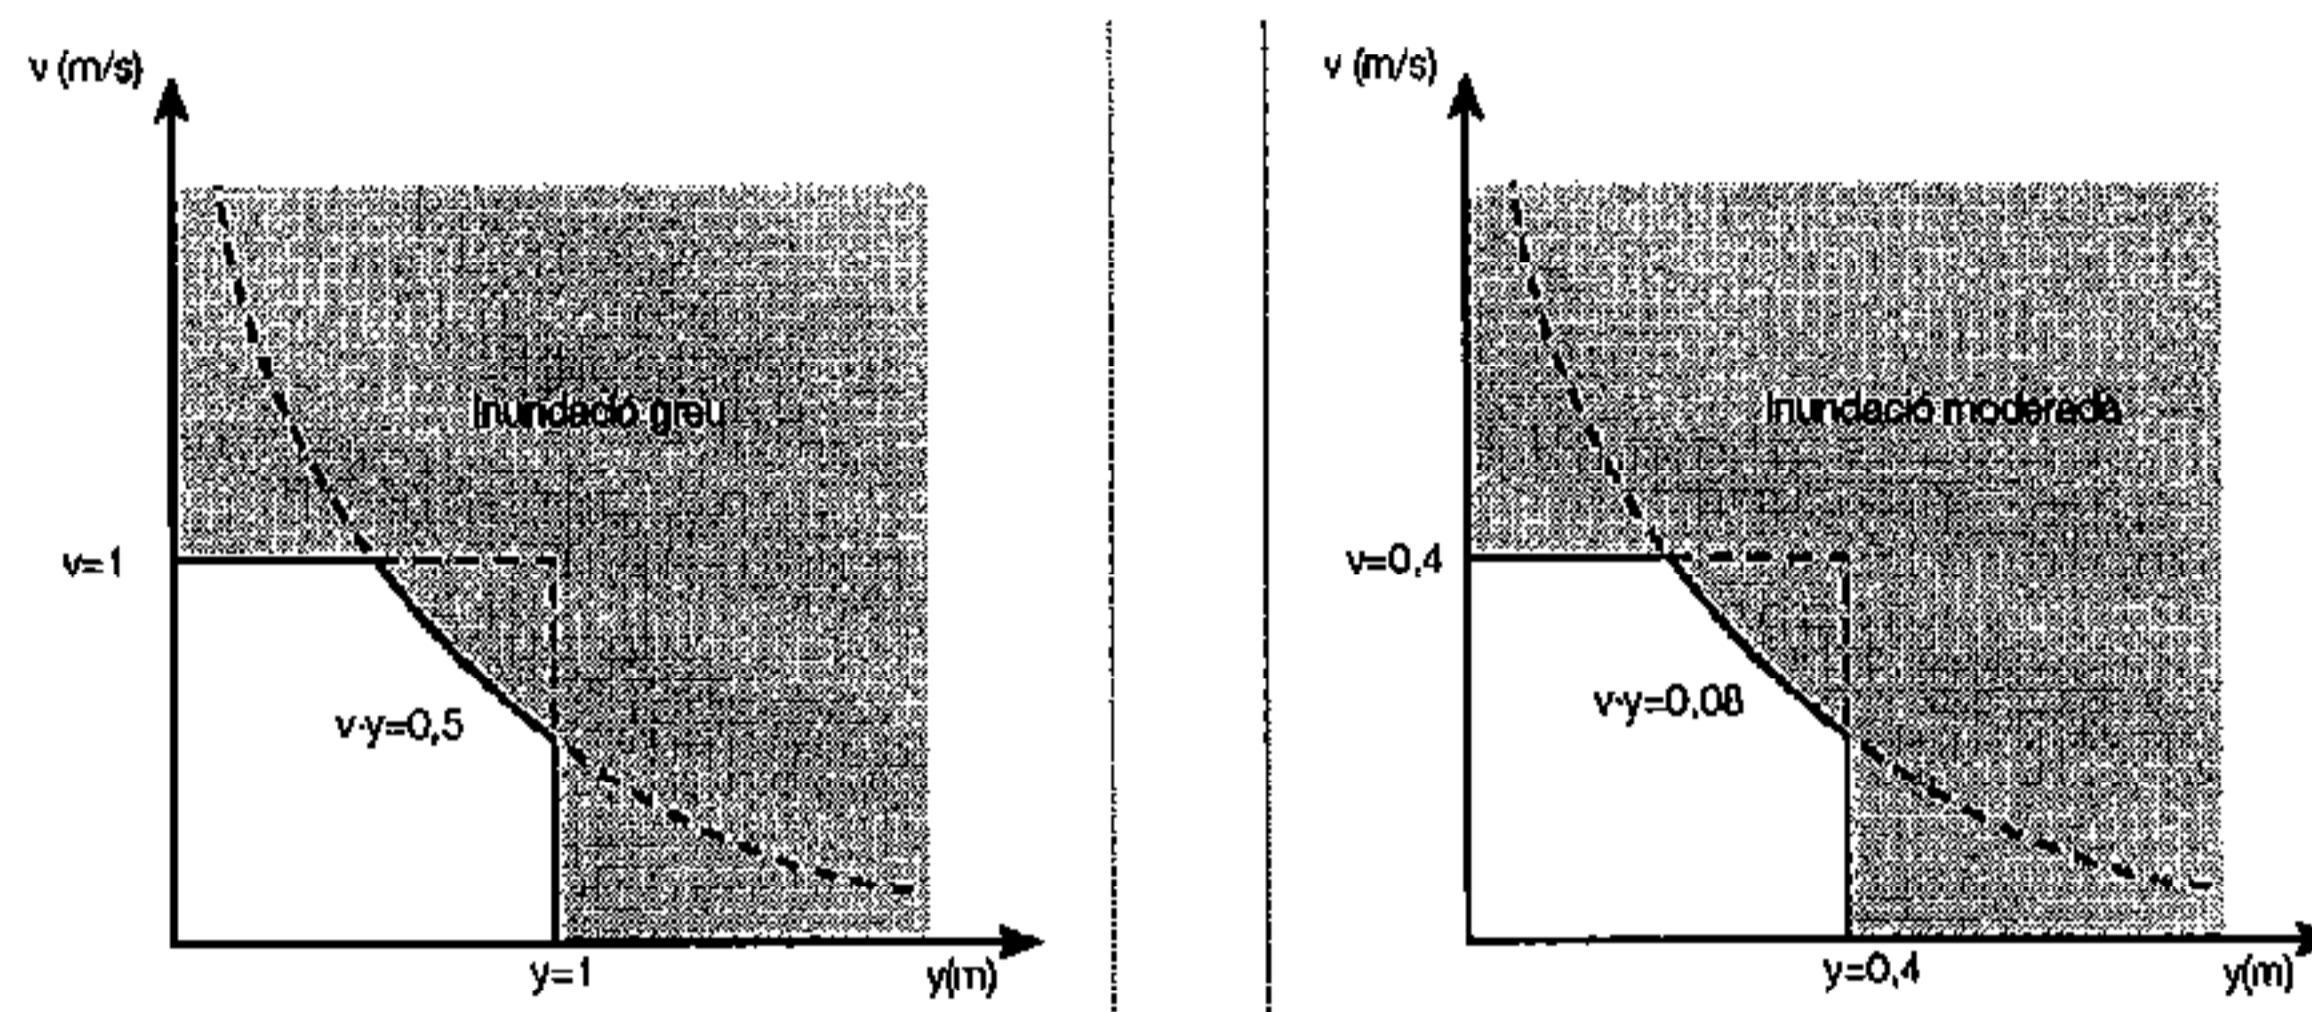 v (m/s)
Inundació greu
v=1
v·y=0,5
y=1
y(m)
v (m/s)
Inundació moderada
v=0,4
v·y=0,08
y=0,4
y(m)